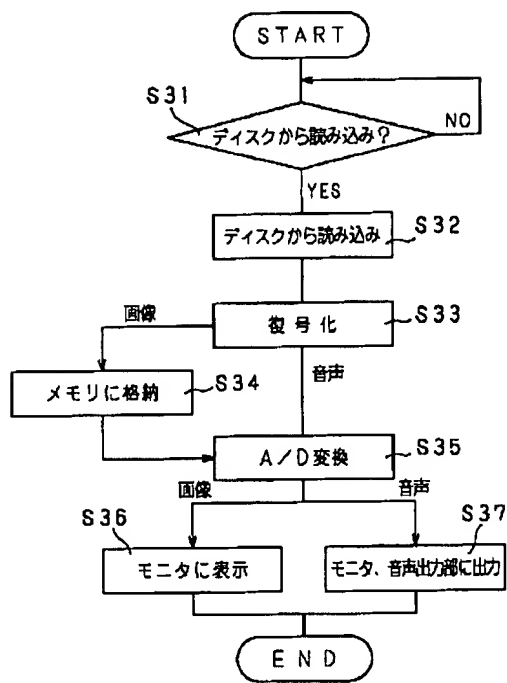 START
S31
ディスクから読み込み?
NO
YES
ディスクから読み込み
S32
画像
復号化
S33
音声
メモリに格納
S34
A/D変換
S35
画像
音声
S36
S37
モニタに表示
モニタ、音声出力部に出力
END